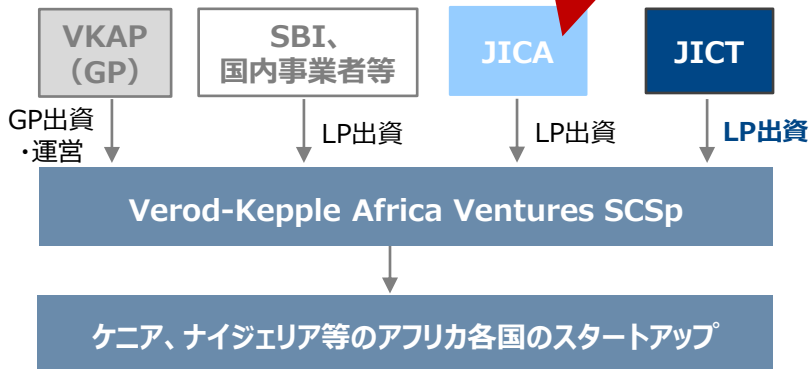 VKAP
（GP）
SBI、
国内事業者等
JICA
JICT
GP出資
・運営
LP出資
LP出資
LP出資
Verod-Kepple Africa Ventures SCSp
ケニア、ナイジェリア等のアフリカ各国のスタートアップ